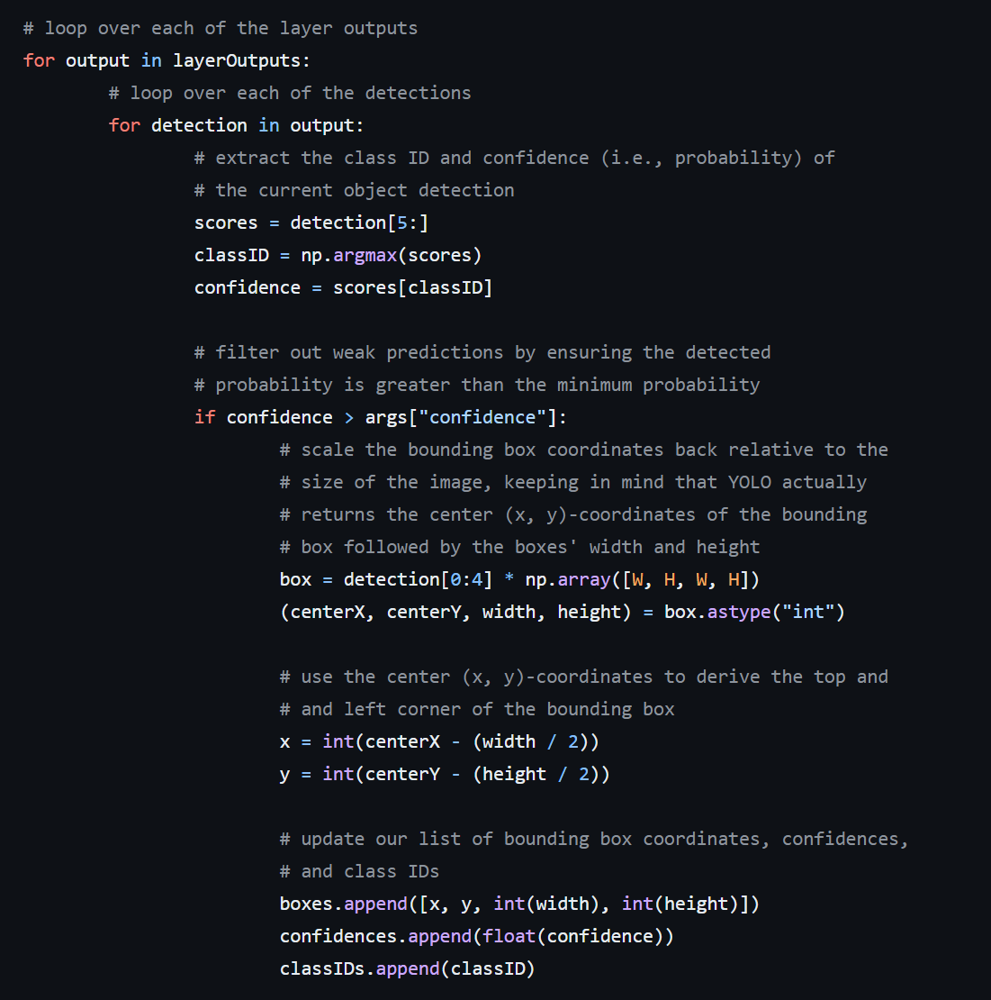 # loop over each of the layer outputs
for output in layerOutputs:
# loop over each of the detections
for detection in output:
# extract the class ID and confidence (i.e., probability) of
# the current object detection
scores = detection[5:]
classID = np.argmax(scores)
confidence = scores[classID]
# filter out weak predictions by ensuring the detected
# probability is greater than the minimum probability
if confidence > args["confidence"]:
# scale the bounding box coordinates back relative to the
# size of the image, keeping in mind that YOLO actually
# returns the center (x, y)-coordinates of the bounding
# box followed by the boxes' width and height
box = detection[0:4] * np.array([W, H, W, H])
(centerX, centerY, width, height) = box.astype("int")
# use the center (x, y)-coordinates to derive the top and
# and left corner of the bounding box
x = int(centerX - (width / 2))
y = int(centerY - (height / 2))
# update our list of bounding box coordinates, confidences,
# and class IDs
boxes.append([x, y, int(width), int(height)])
confidences.append(float(confidence))
classIDs.append(classID)